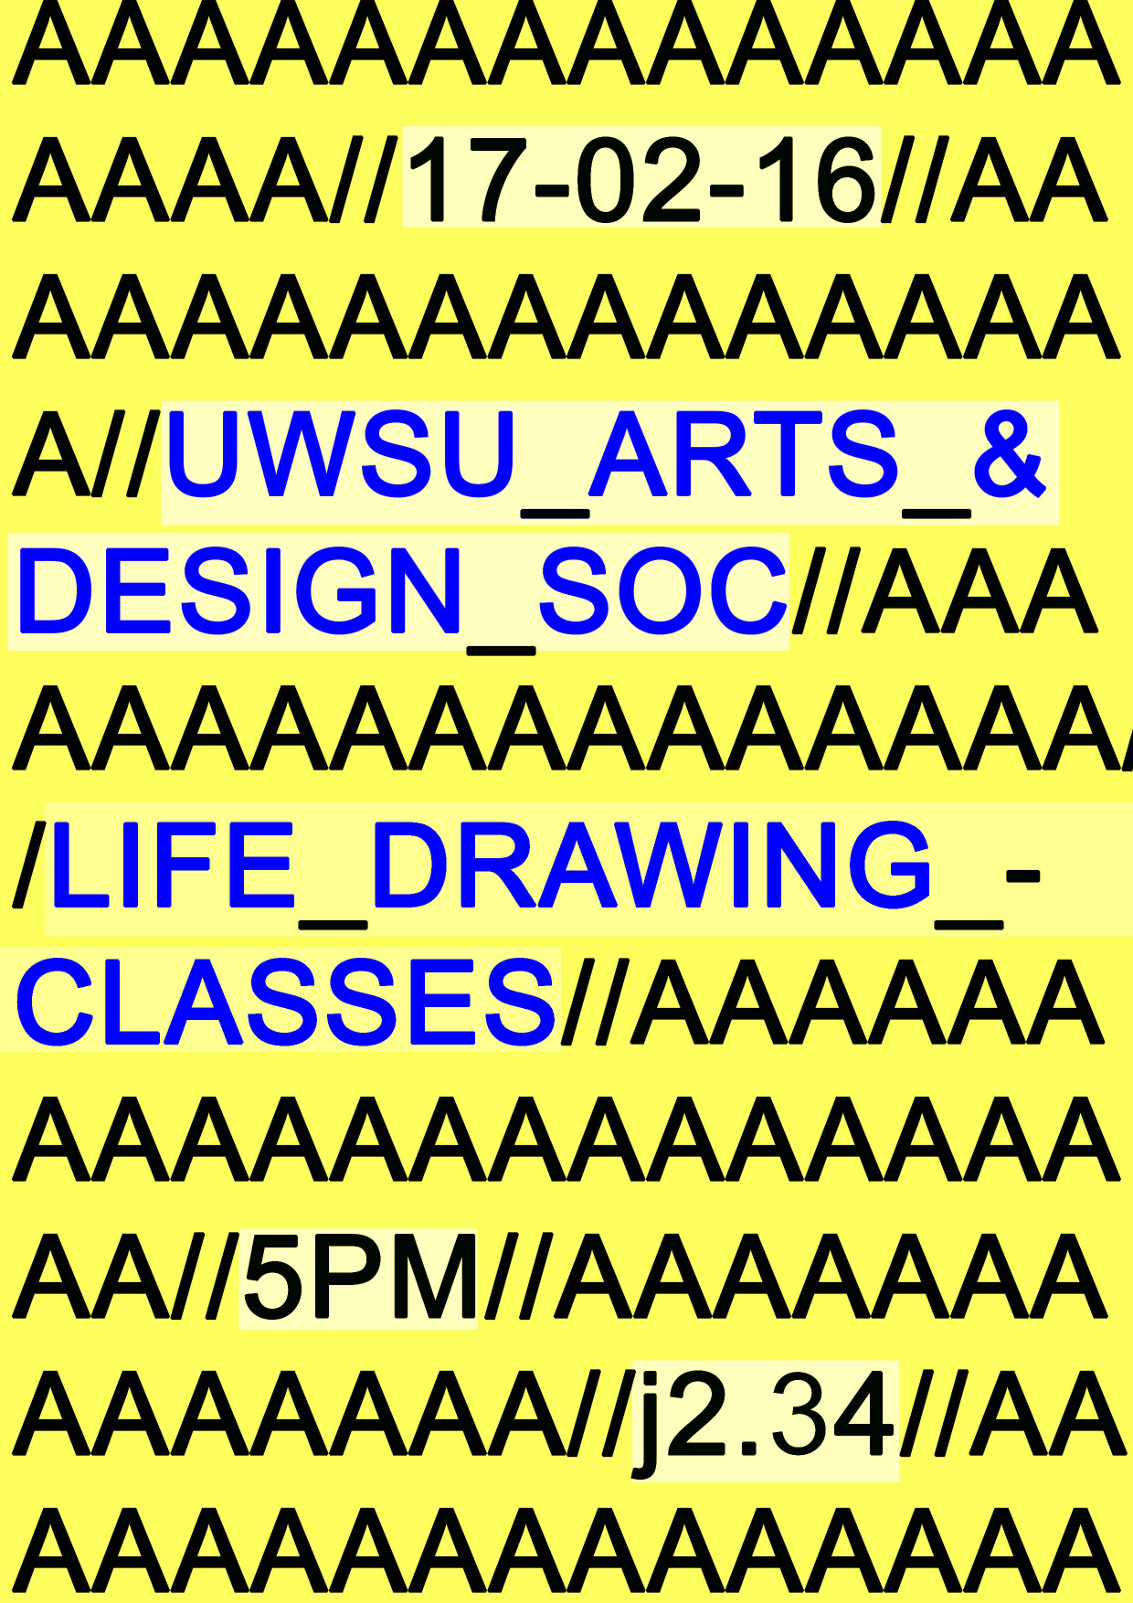 AAAAAAAAAAAAAA
AAAA//17-02-16//AA
AAAAAAAAAAAAAA
A//UWSU_ARTS_&
DESIGN_SOC//AAA
AAAAAAAAAAAAAA/
/LIFE_DRAWING_-
CLASSES//AAAAAA
AAAAAAAAAAAAAA
AA//5PM//AAAAAAA
AAAAAAA//j2.34//AA
AAAAAAAAAAAAAA